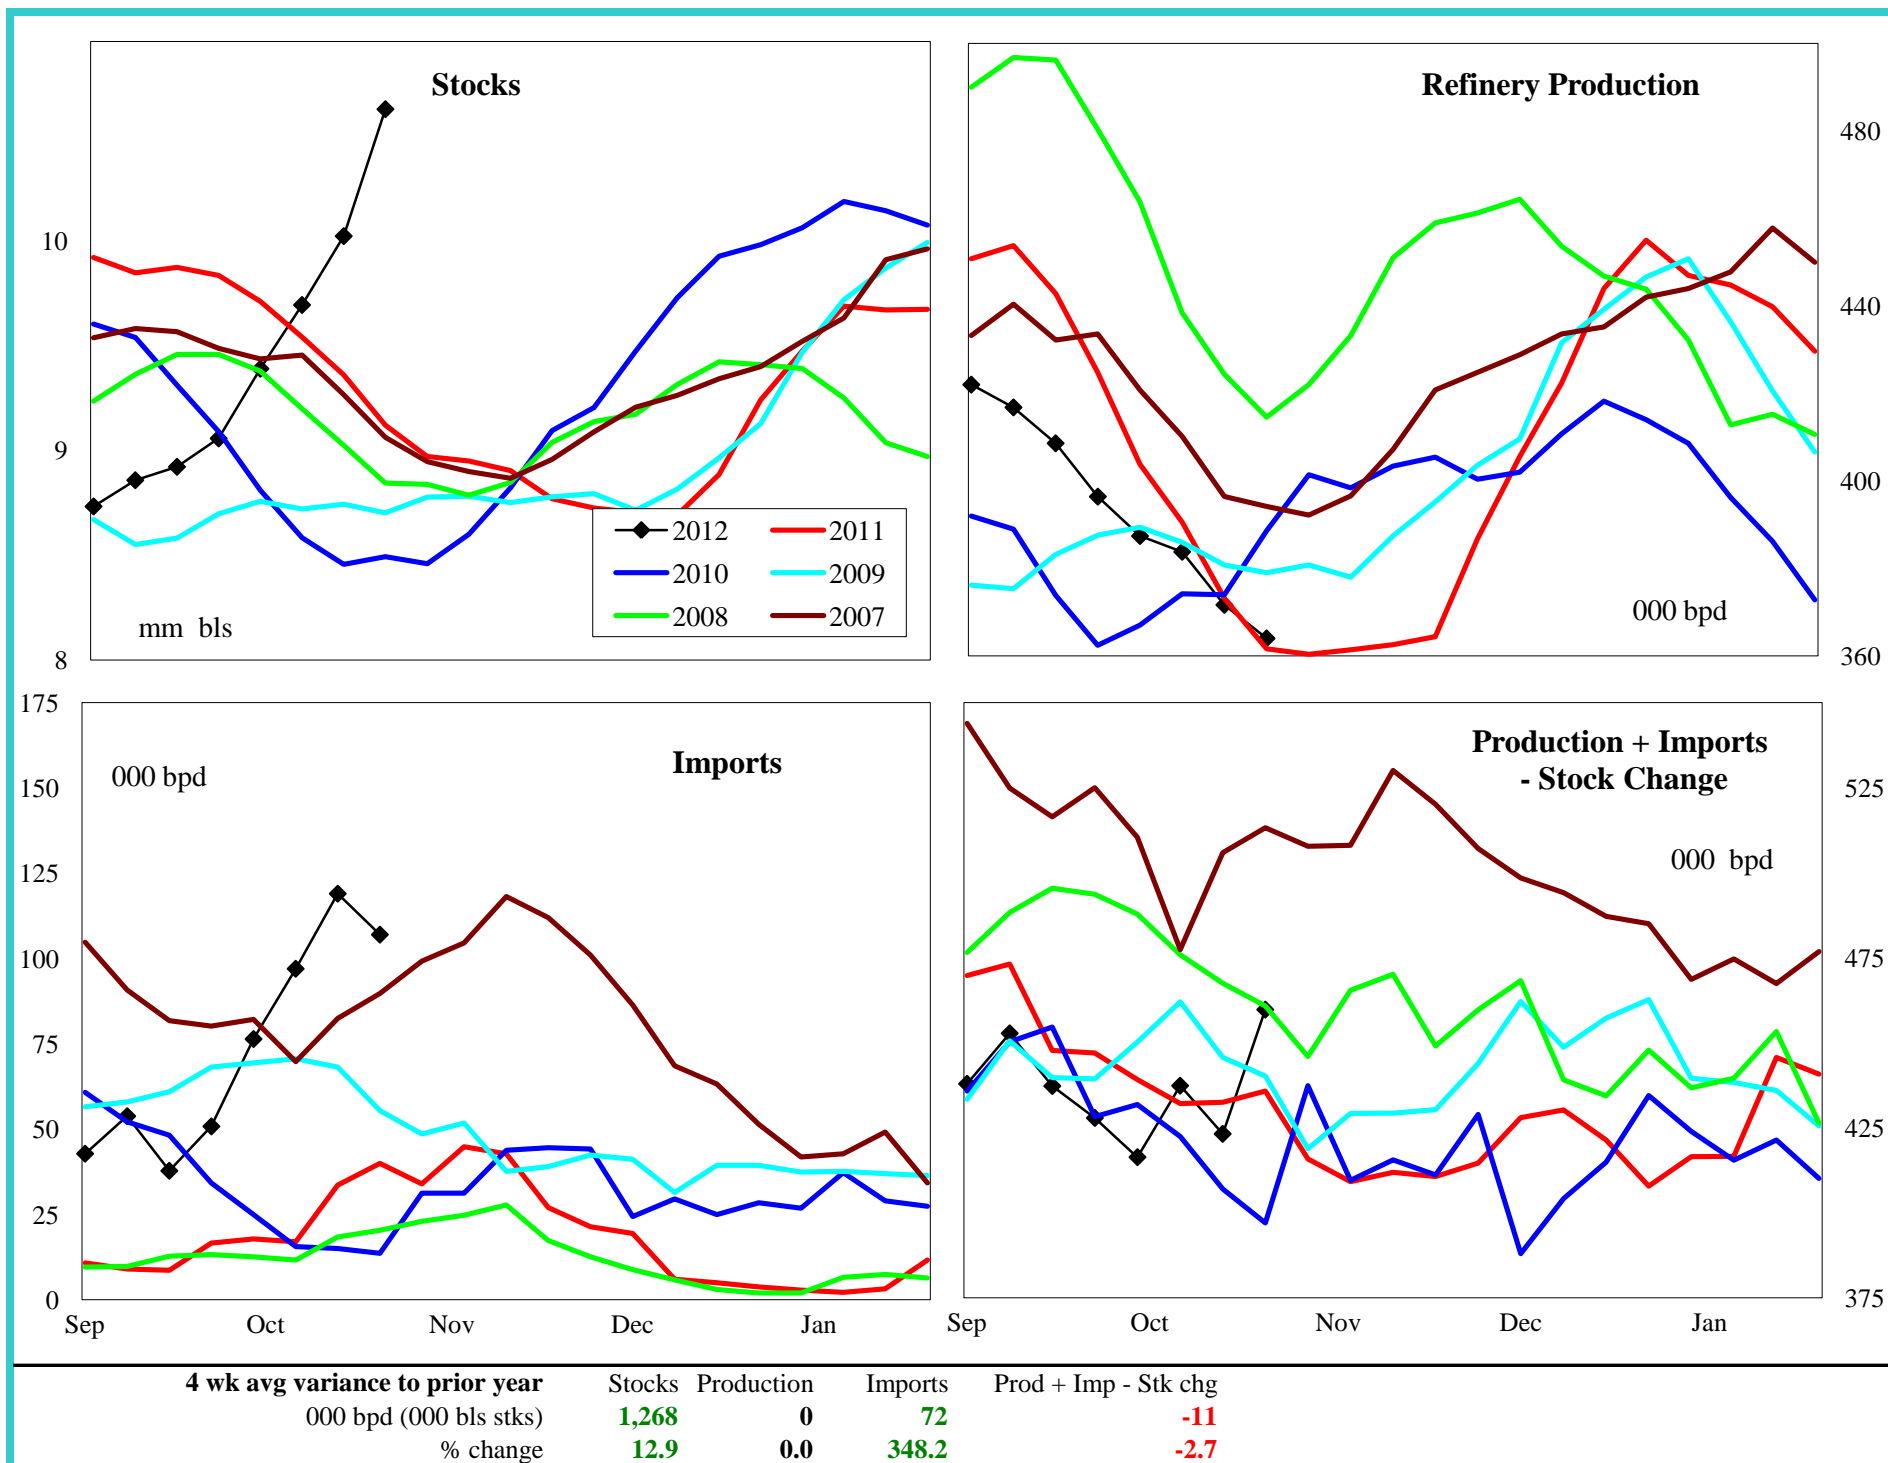 Stocks
10
9
8
mm bls
2012
2011
2010
2009
2008
2007
Refinery Production
480
440
400
360
000 bpd
175
150
125
100
75
50
25
0
000 bpd
Imports
Sep Oct Nov Dec Jan
Production + Imports
- Stock Change
000 bpd
525
475
425
375
Sep Oct Nov Dec Jan
4 wk avg variance to prior year Stocks Production Imports Prod + Imp - Stk chg
000 bpd (000 bls stks) 1,268 0 72 -11
% change 12.9 0.0 348.2 -2.7